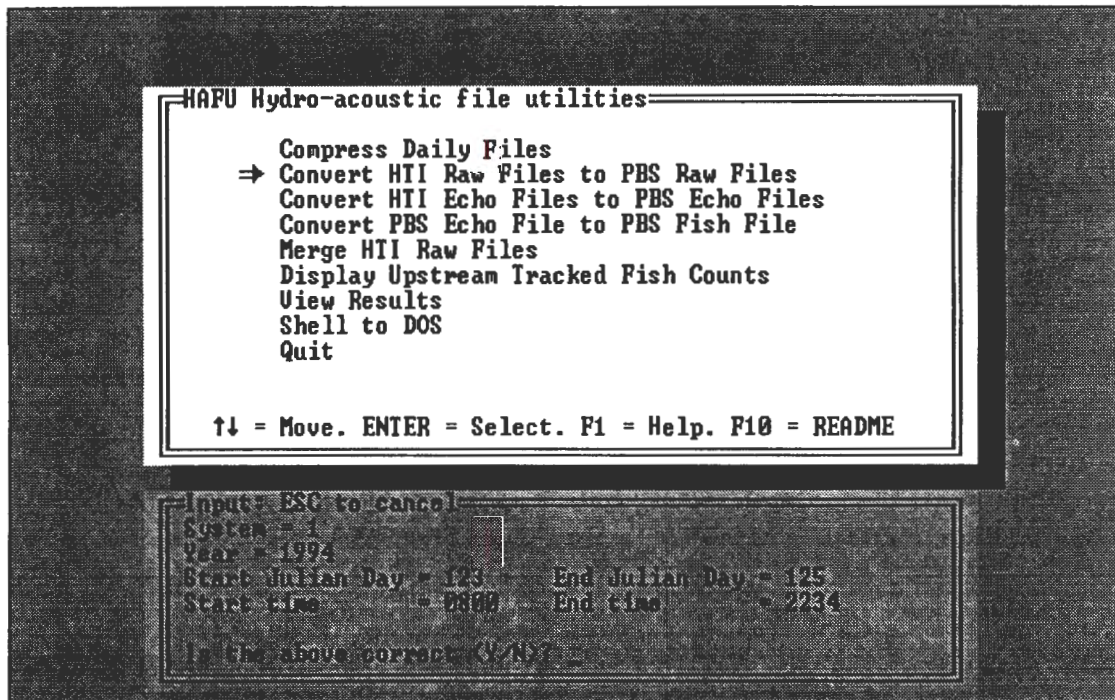 HAFU Hydro-acoustic file utilities
Compress Daily Files
⇒ Convert HTI Raw Files to PBS Raw Files
Convert HTI Echo Files to PBS Echo Files
Convert PBS Echo File to PBS Fish File
Merge HTI Raw Files
Display Upstream Tracked Fish Counts
View Results
Shell to DOS
Quit
↑↓ = Move. ENTER = Select. F1 = Help. F10 = README
Input: ESC to cancel
System = 1
Year = 1994
Start Julian Day = 123 End Julian Day = 125
Start time = 0800 End time = 2234
Is the above correct (Y/N)? _